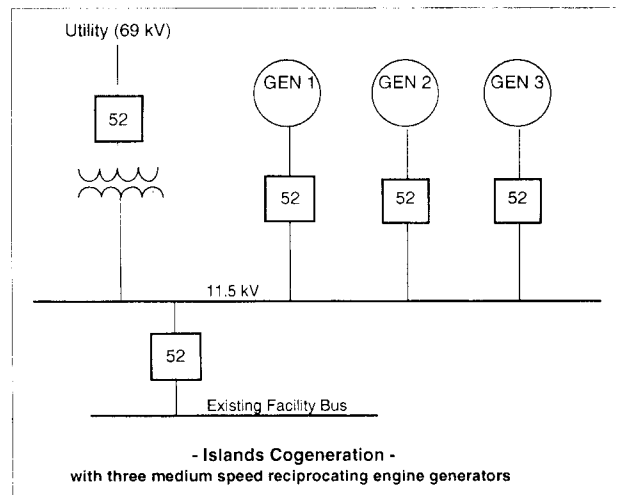 Utility (69 kV)
GEN 1
GEN 2
GEN 3
52
52
52
52
11.5 kV
52
Existing Facility Bus
- Islands Cogeneration -
with three medium speed reciprocating engine generators